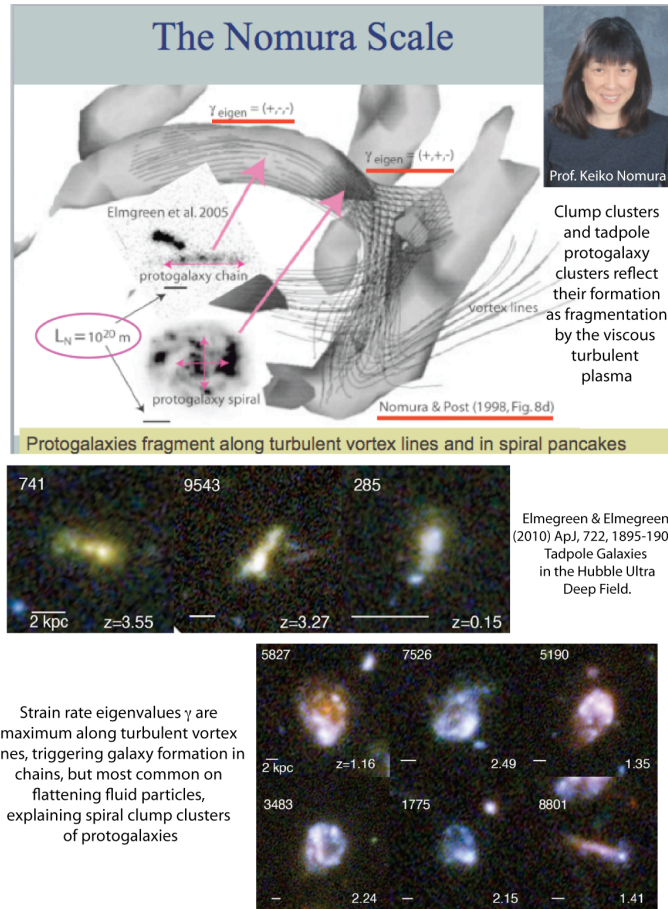 The Nomura Scale
γ eigen = (+,-,-)
γ eigen = (+,+,-)
Prof. Keiko Nomura
Elmgreen et al. 2005
protogalaxy chain
L N = 10²⁰ m
protogalaxy spiral
vortex lines
Nomura & Post (1998, Fig. 8d)
Clump clusters
and tadpole
protogalaxy
clusters reflect
their formation
as fragmentation
by the viscous
turbulent
plasma
Protogalaxies fragment along turbulent vortex lines and in spiral pancakes
741
9543
285
2 kpc
z=3.55
z=3.27
z=0.15
Elmegreen & Elmegreen
(2010) ApJ, 722, 1895-190
Tadpole Galaxies
in the Hubble Ultra
Deep Field.
5827
7526
5190
2 kpc
z=1.16
2.49
1.35
3483
1775
8801
2.24
2.15
1.41
Strain rate eigenvalues γ are
maximum along turbulent vortex
nes, triggering galaxy formation in
chains, but most common on
flattening fluid particles,
explaining spiral clump clusters
of protogalaxies